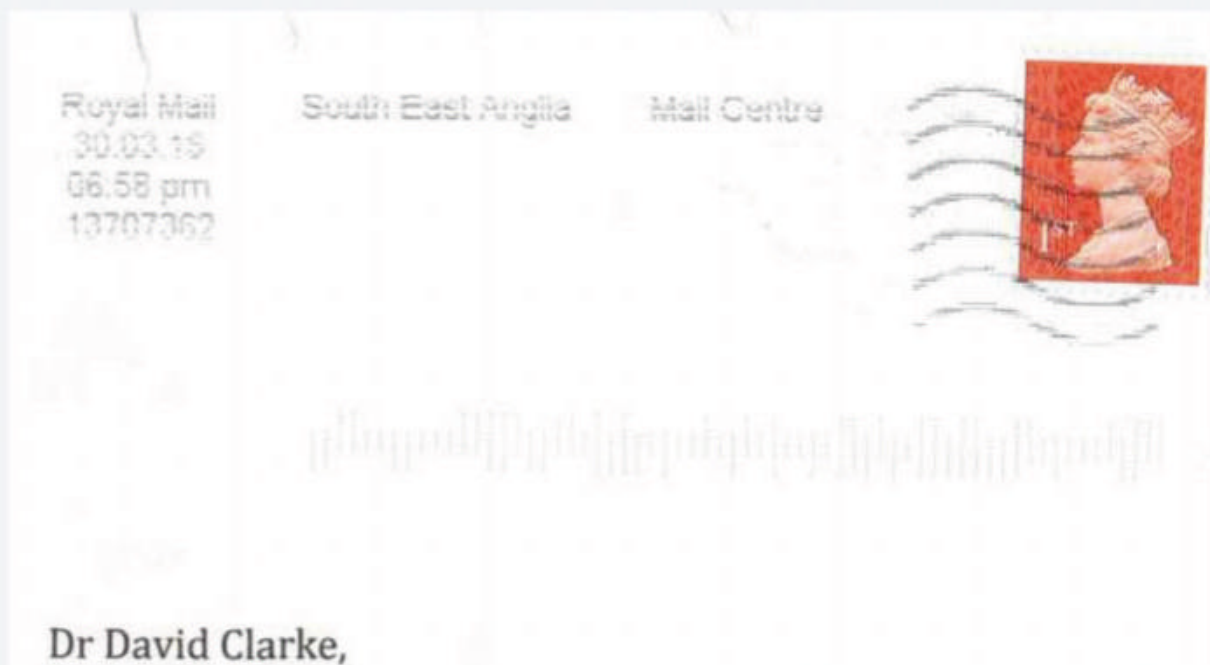 Royal Mail South East Anglia Mail Centre
30.03.15
06:58 pm
13707362
1ST
Dr David Clarke,